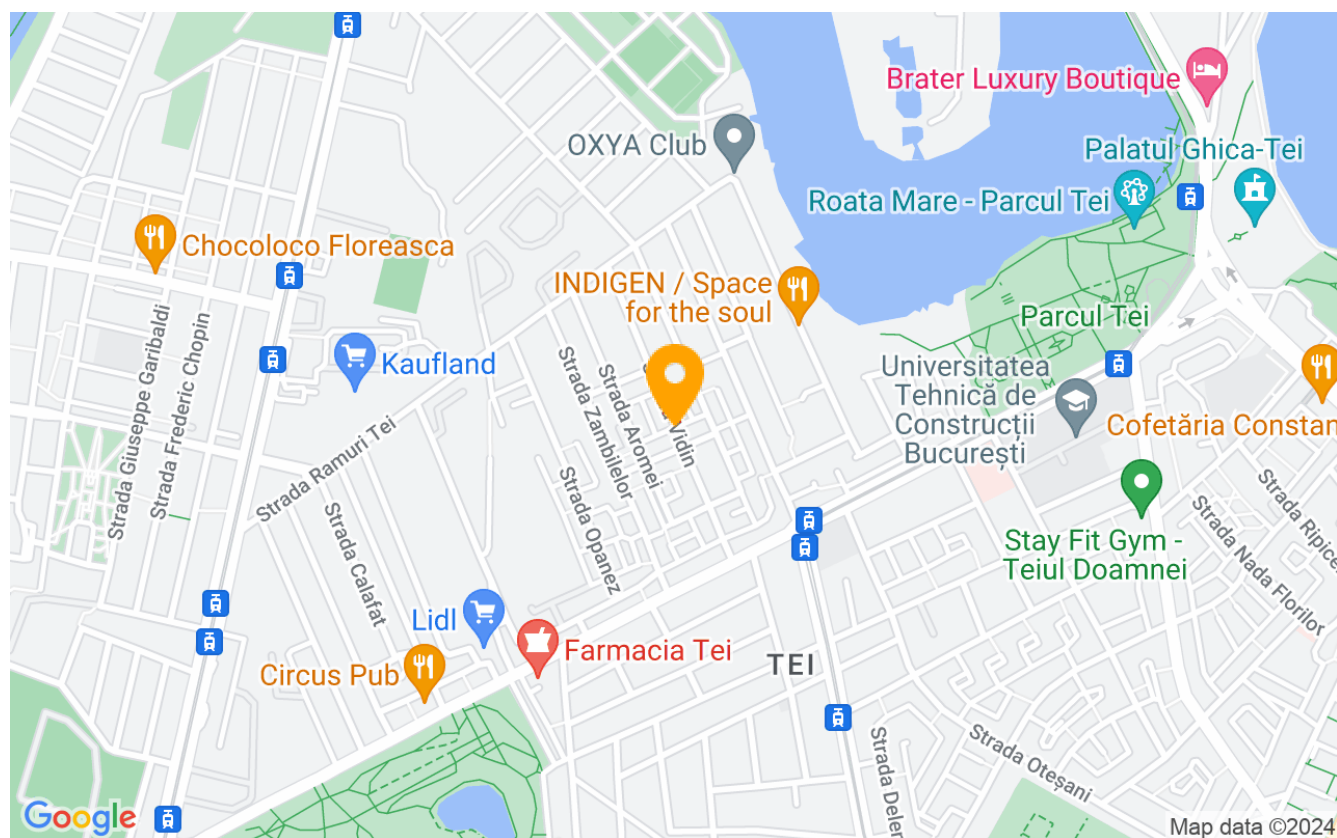 Brater Luxury Boutique
OXYA Club
Palatul Ghica-Tei
Roata Mare - Parcul Tei
Chocoloco Floreasca
INDIGEN / Space
for the soul
Parcul Tei
Kaufland
Universitatea
Tehnică de
Construcții
București
Cofetăria Constan
Strada Giuseppe Garibaldi
Strada Frederic Chopin
Strada Ramuri Tei
Strada Zambilelor
Strada Aromei
Vidin
Strada Opanez
Strada Calafat
Stay Fit Gym -
Teiul Doamnei
Strada Ripice
Strada Nada Florilor
Lidl
Farmacia Tei
TEI
Circus Pub
Strada Oteșani
Strada Delen
Google
Map data ©2024